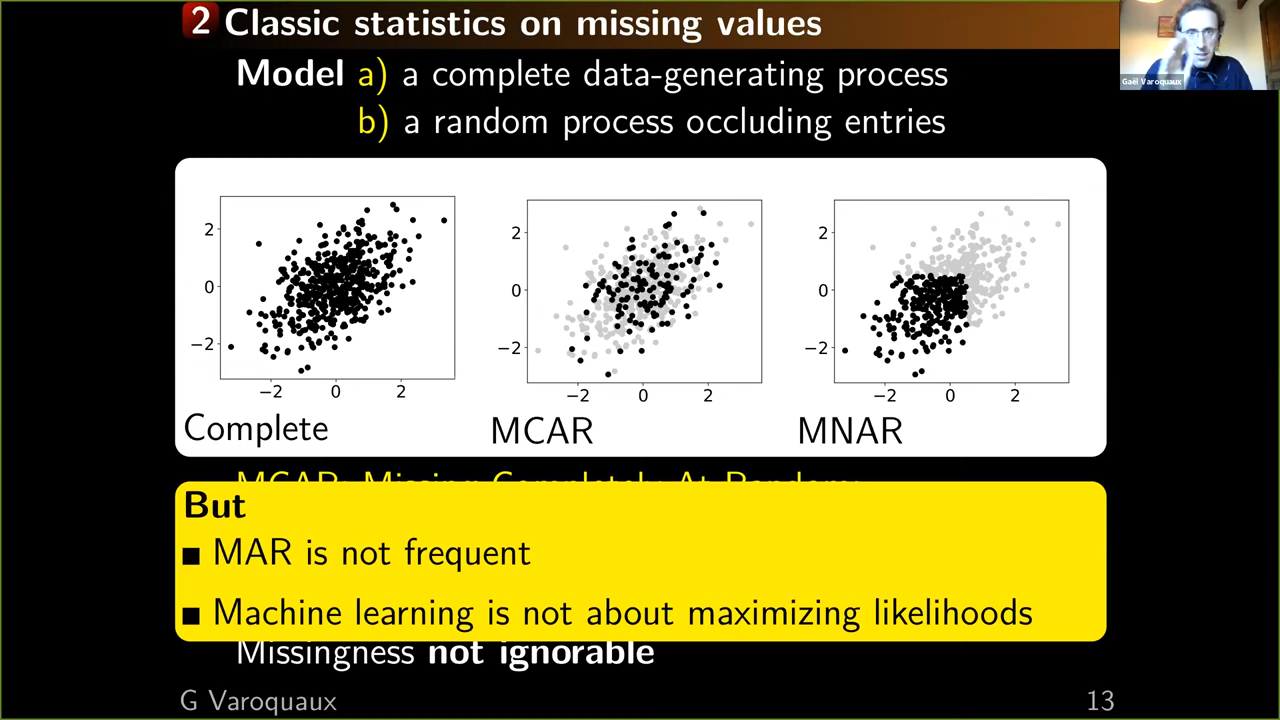 2 Classic statistics on missing values
Gaël Varoquaux
Model a) a complete data-generating process
b) a random process occluding entries
2
0
−2
−2 0 2
Complete
2
0
−2
−2 0 2
MCAR
2
0
−2
−2 0 2
MNAR
MCAR: Missing Completely At Random:
But
■ MAR is not frequent
■ Machine learning is not about maximizing likelihoods
Missingness not ignorable
G Varoquaux
13